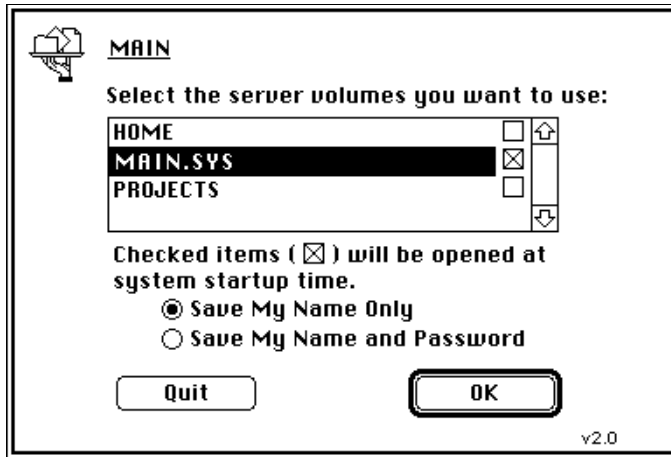 MAIN
Select the server volumes you want to use:
HOME
MAIN.SYS
PROJECTS
Checked items ( ☒ ) will be opened at
system startup time.
Save My Name Only
Save My Name and Password
Quit OK
v2.0